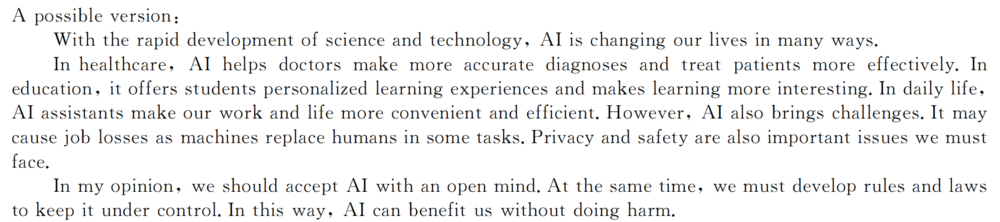 A possible version:
With the rapid development of science and technology, AI is changing our lives in many ways.
In healthcare, AI helps doctors make more accurate diagnoses and treat patients more effectively. In
education, it offers students personalized learning experiences and makes learning more interesting. In daily life,
AI assistants make our work and life more convenient and efficient. However, AI also brings challenges. It may
cause job losses as machines replace humans in some tasks. Privacy and safety are also important issues we must
face.
In my opinion, we should accept AI with an open mind. At the same time, we must develop rules and laws
to keep it under control. In this way, AI can benefit us without doing harm.